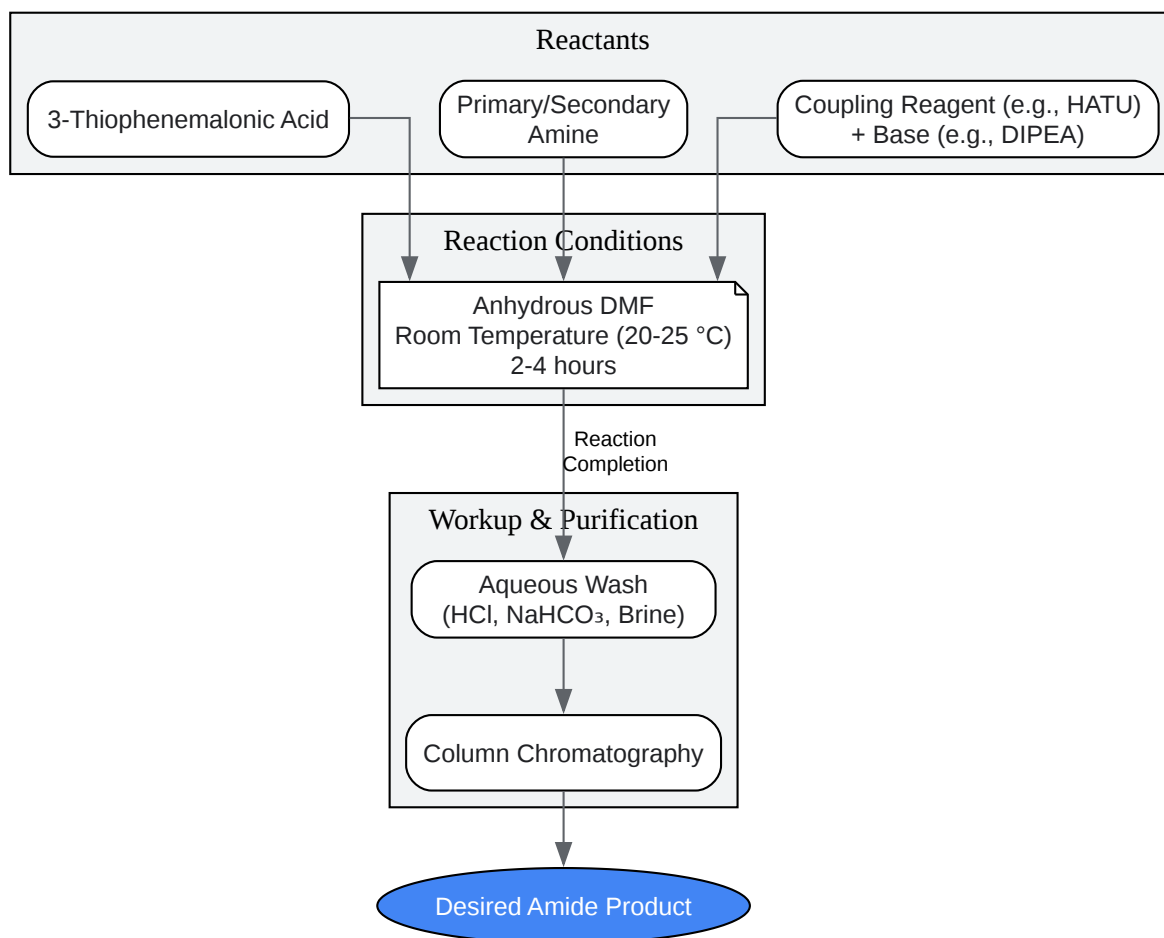 Reactants
3-Thiophenemalonic Acid
Primary/Secondary
Amine
Coupling Reagent (e.g., HATU)
+ Base (e.g., DIPEA)
Reaction Conditions
Anhydrous DMF
Room Temperature (20-25 °C)
2-4 hours
Reaction
Completion
Workup & Purification
Aqueous Wash
(HCl, NaHCO₃, Brine)
Column Chromatography
Desired Amide Product